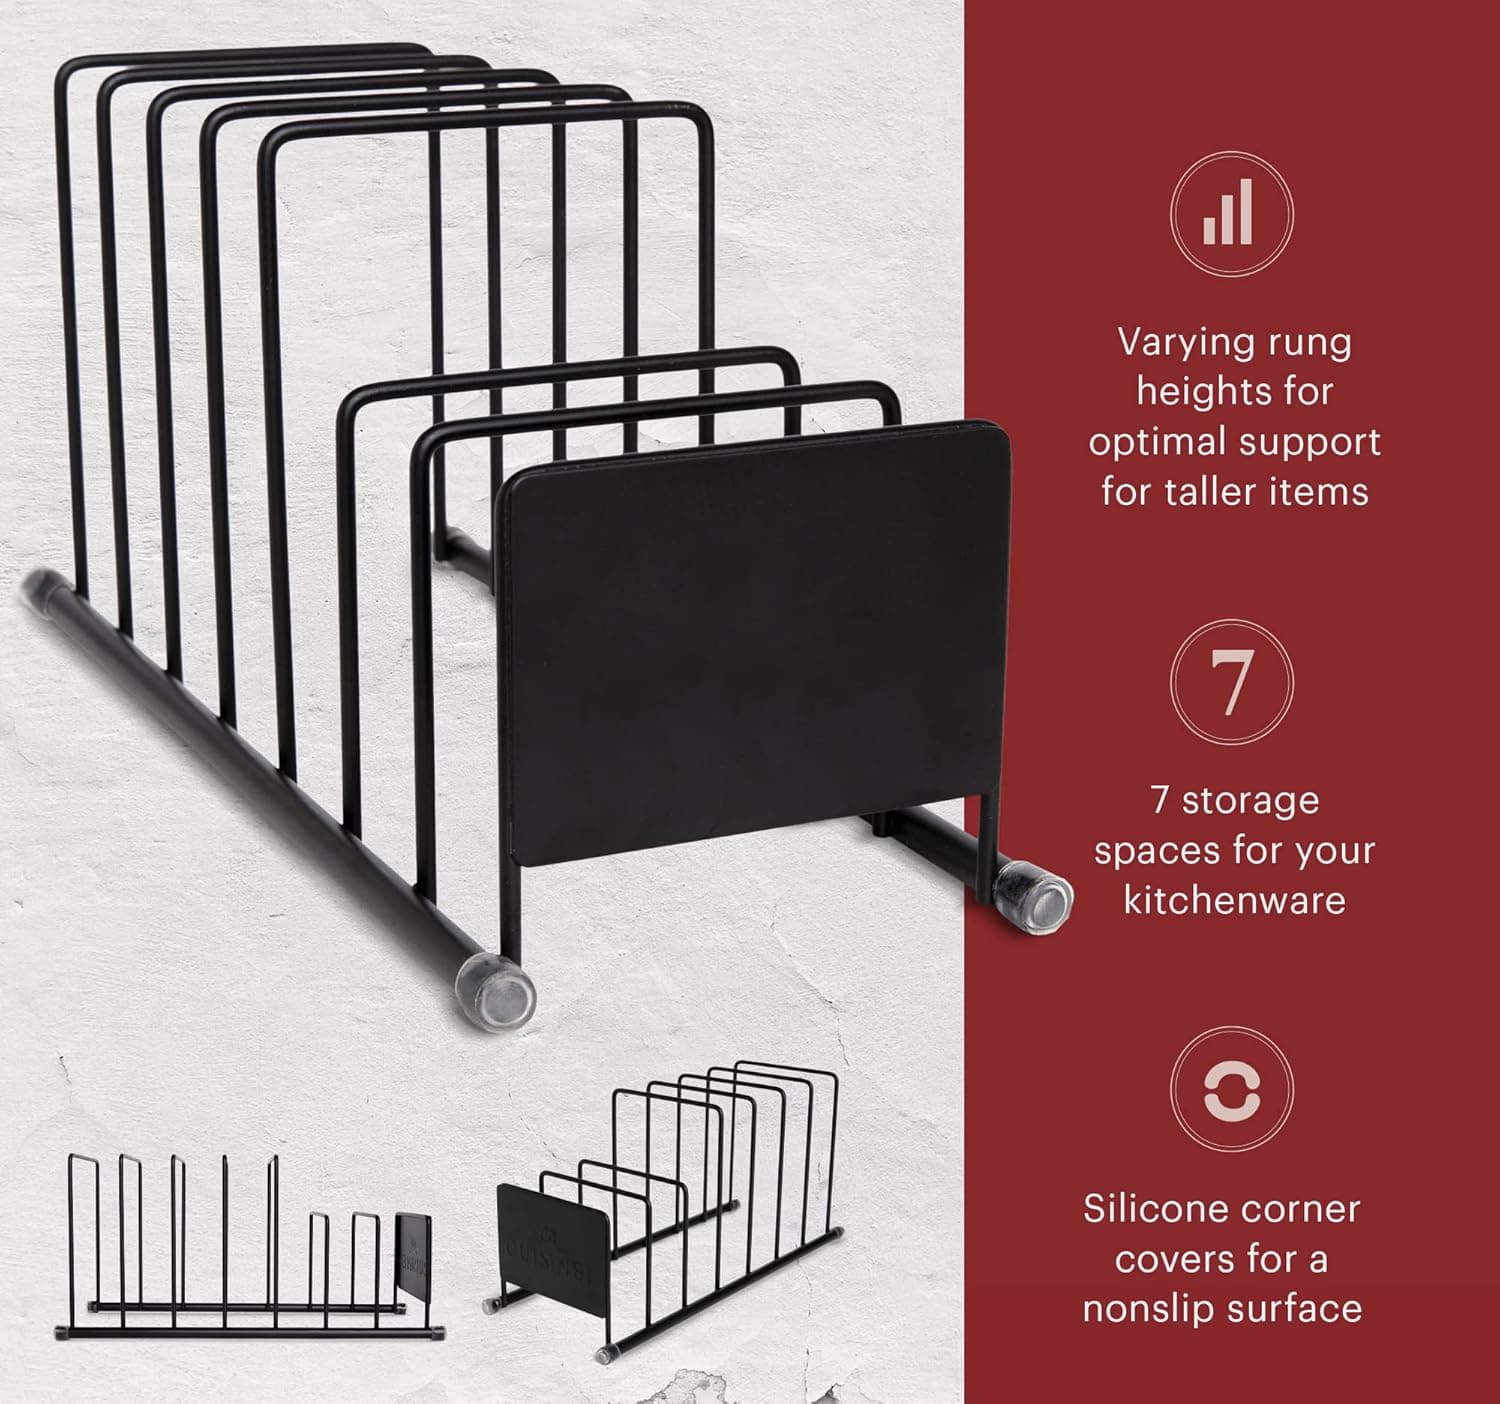 Varying rung
heights for
optimal support
for taller items
7
7 storage
spaces for your
kitchenware
Silicone corner
covers for a
nonslip surface